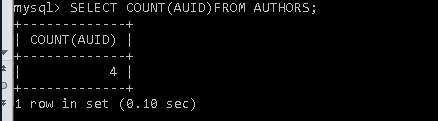 mysql> SELECT COUNT(AUID)FROM AUTHORS;
+-------------+
| COUNT(AUID) |
+-------------+
|           4 |
+-------------+
1 row in set (0.10 sec)